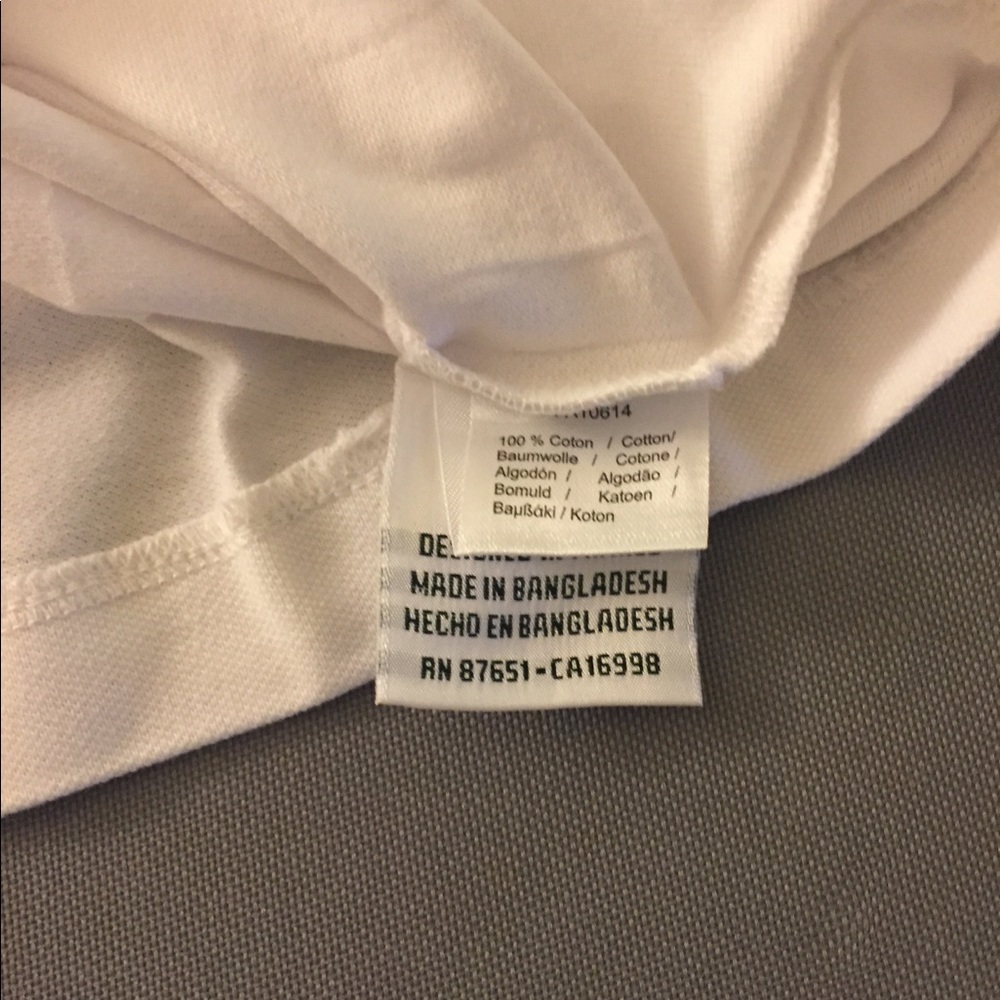 10614
100 % Coton / Cotton/
Baumwolle / Cotone /
Algodón / Algodão /
Bomuld / Katoen /
Βαμβάκι / Koton
MADE IN BANGLADESH
HECHO EN BANGLADESH
RN 87651-CA16998